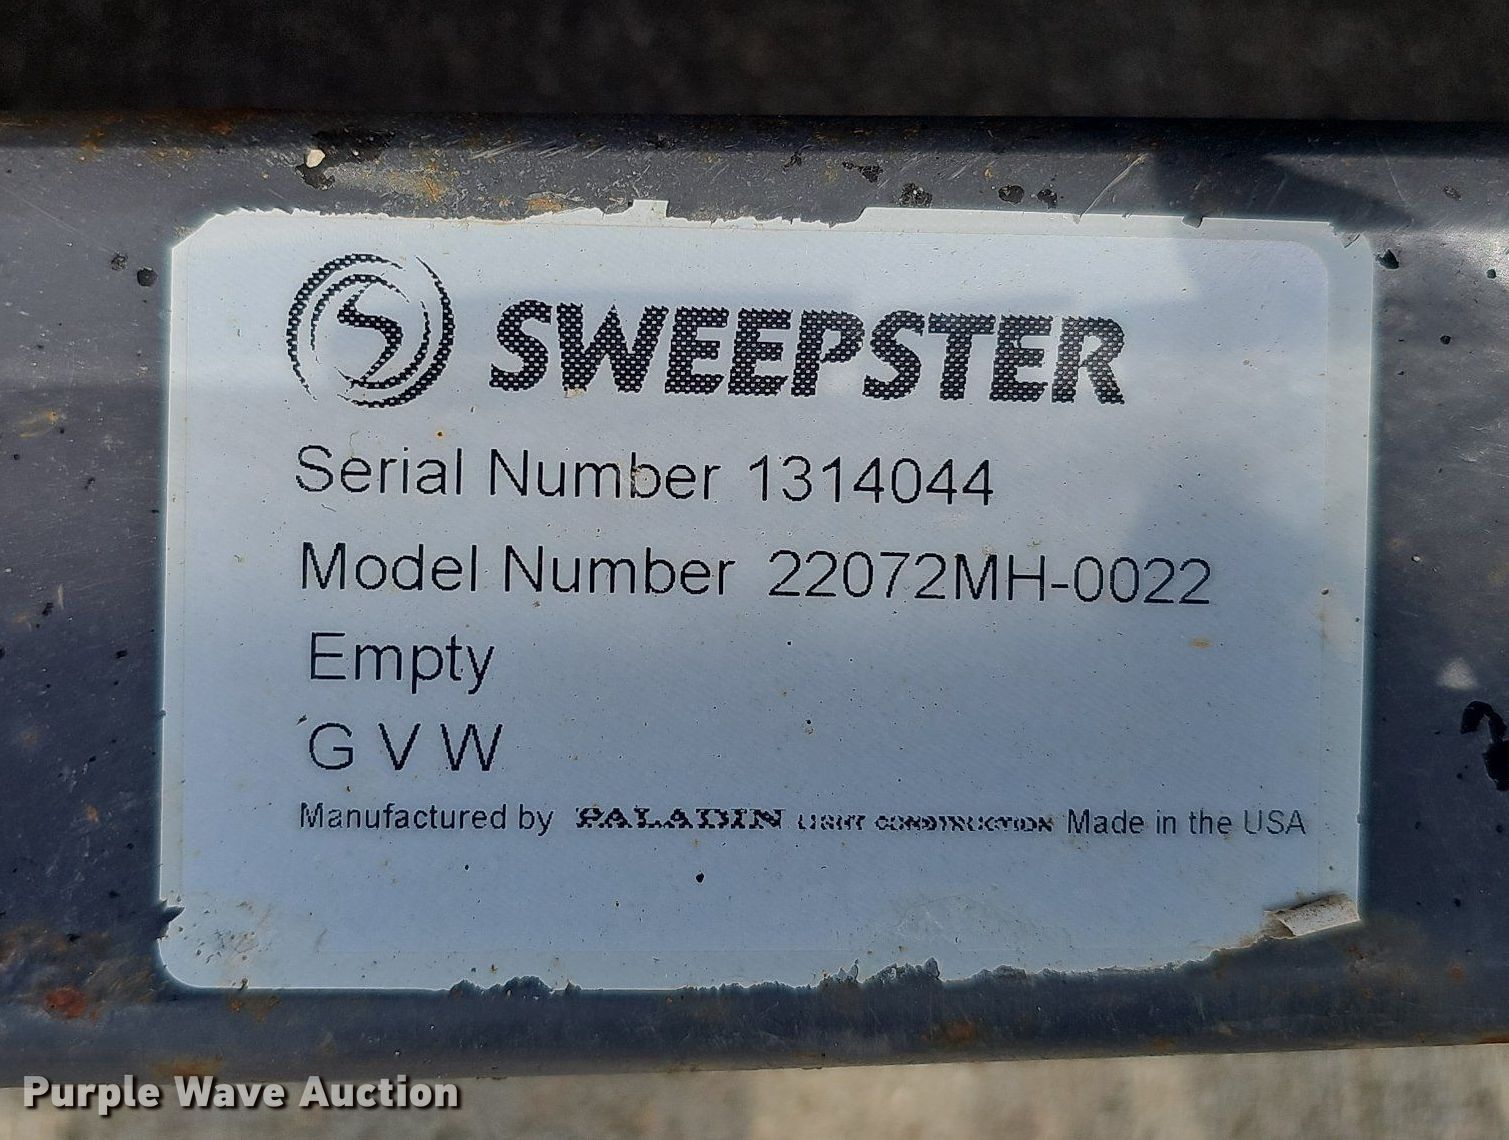 SWEEPSTER
Serial Number 1314044
Model Number 22072MH-0022
Empty
G V W
Manufactured by PALADIN LIGHT CONSTRUCTION Made in the USA
Purple Wave Auction